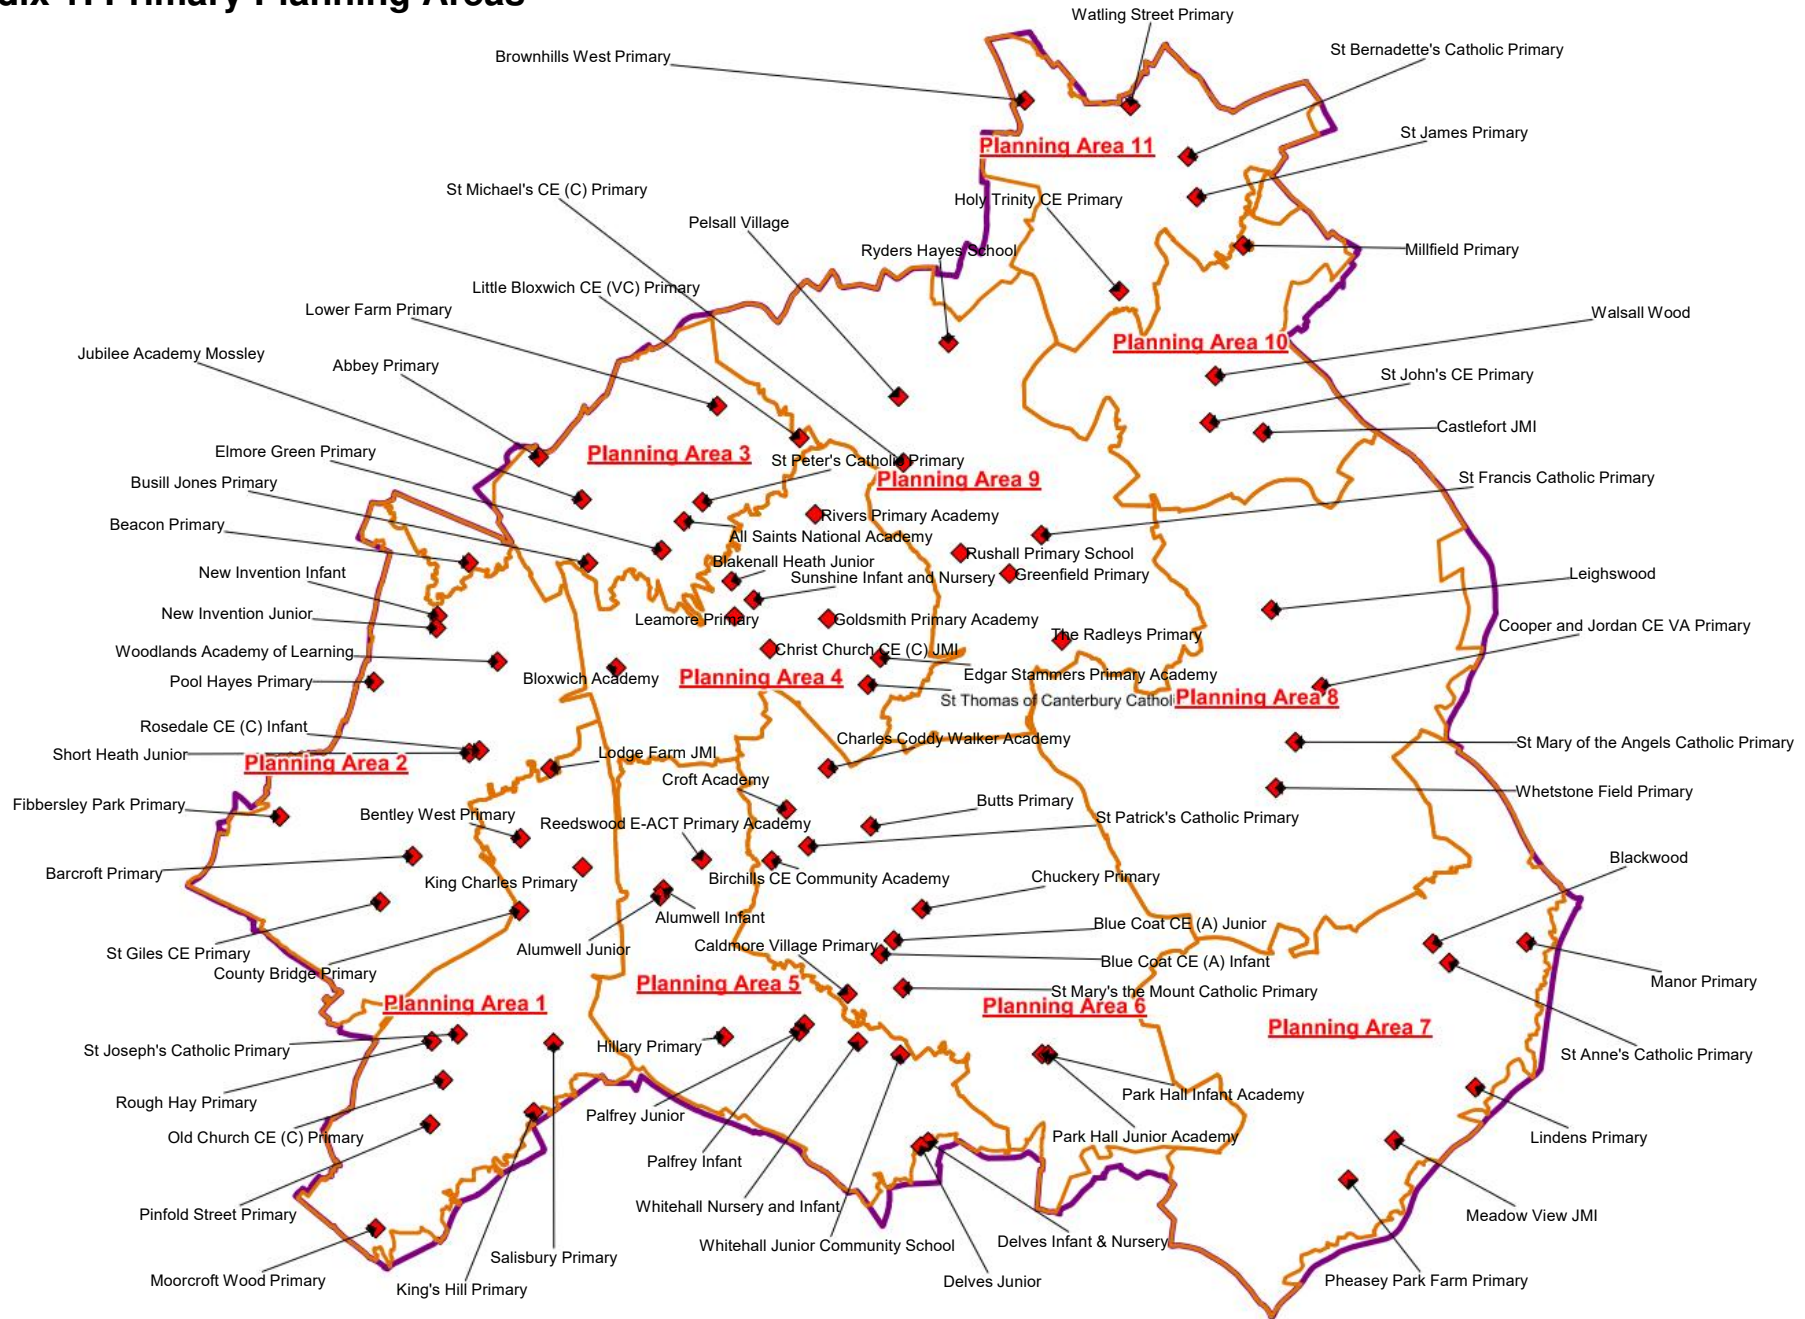 dix 1: Primary Planning Areas
Watling Street Primary
Brownhills West Primary
St Bernadette's Catholic Primary
St James Primary
Planning Area 11
St Michael's CE (C) Primary
Holy Trinity CE Primary
Pelsall Village
Ryders Hayes School
Millfield Primary
Little Bloxwich CE (VC) Primary
Lower Farm Primary
Walsall Wood
Planning Area 10
Jubilee Academy Mossley
Abbey Primary
St John's CE Primary
Castlefort JMI
Elmore Green Primary
Planning Area 3
St Peter's Catholic Primary
Planning Area 9
St Francis Catholic Primary
Busill Jones Primary
Rivers Primary Academy
Beacon Primary
All Saints National Academy
Rushall Primary School
Blakenall Heath Junior
New Invention Infant
Sunshine Infant and Nursery
Greenfield Primary
Leighswood
New Invention Junior
Leamore Primary
Goldsmith Primary Academy
Cooper and Jordan CE VA Primary
The Radleys Primary
Woodlands Academy of Learning
Christ Church CE (C) JMI
Pool Hayes Primary
Bloxwich Academy
Planning Area 4
Edgar Stammers Primary Academy
St Thomas of Canterbury Catholi
Planning Area 8
Rosedale CE (C) Infant
Charles Coddy Walker Academy
St Mary of the Angels Catholic Primary
Short Heath Junior
Lodge Farm JMI
Planning Area 2
Croft Academy
Whetstone Field Primary
Fibbersley Park Primary
Butts Primary
Bentley West Primary
Reedswood E-ACT Primary Academy
St Patrick's Catholic Primary
Blackwood
Barcroft Primary
King Charles Primary
Birchills CE Community Academy
Chuckery Primary
Alumwell Infant
Blue Coat CE (A) Junior
St Giles CE Primary
Alumwell Junior
Caldmore Village Primary
Blue Coat CE (A) Infant
County Bridge Primary
Manor Primary
Planning Area 5
St Mary's the Mount Catholic Primary
Planning Area 1
Planning Area 6
Planning Area 7
St Joseph's Catholic Primary
Hillary Primary
St Anne's Catholic Primary
Rough Hay Primary
Park Hall Infant Academy
Palfrey Junior
Old Church CE (C) Primary
Park Hall Junior Academy
Lindens Primary
Palfrey Infant
Pinfold Street Primary
Whitehall Nursery and Infant
Meadow View JMI
Whitehall Junior Community School
Delves Infant & Nursery
Salisbury Primary
Moorcroft Wood Primary
King's Hill Primary
Delves Junior
Pheasey Park Farm Primary